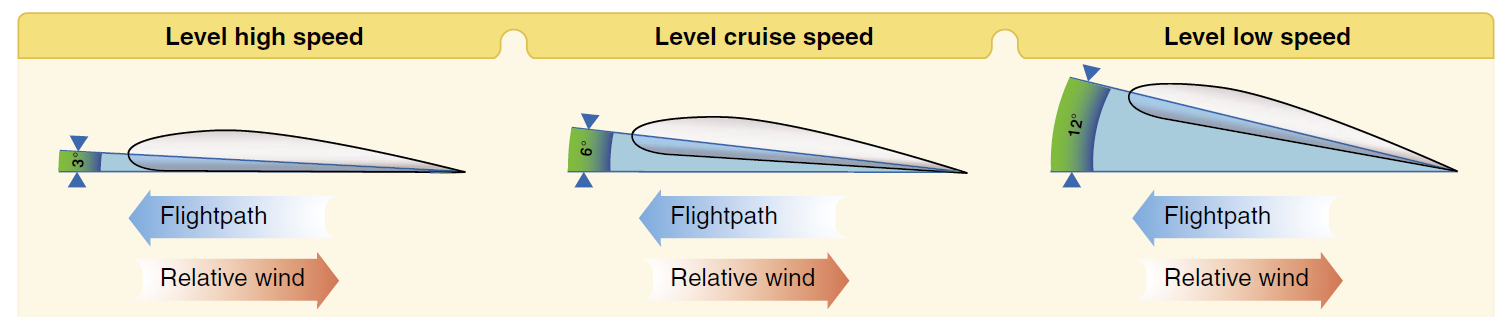 Level high speed
Level cruise speed
Level low speed
3°
6°
12°
Flightpath
Flightpath
Flightpath
Relative wind
Relative wind
Relative wind